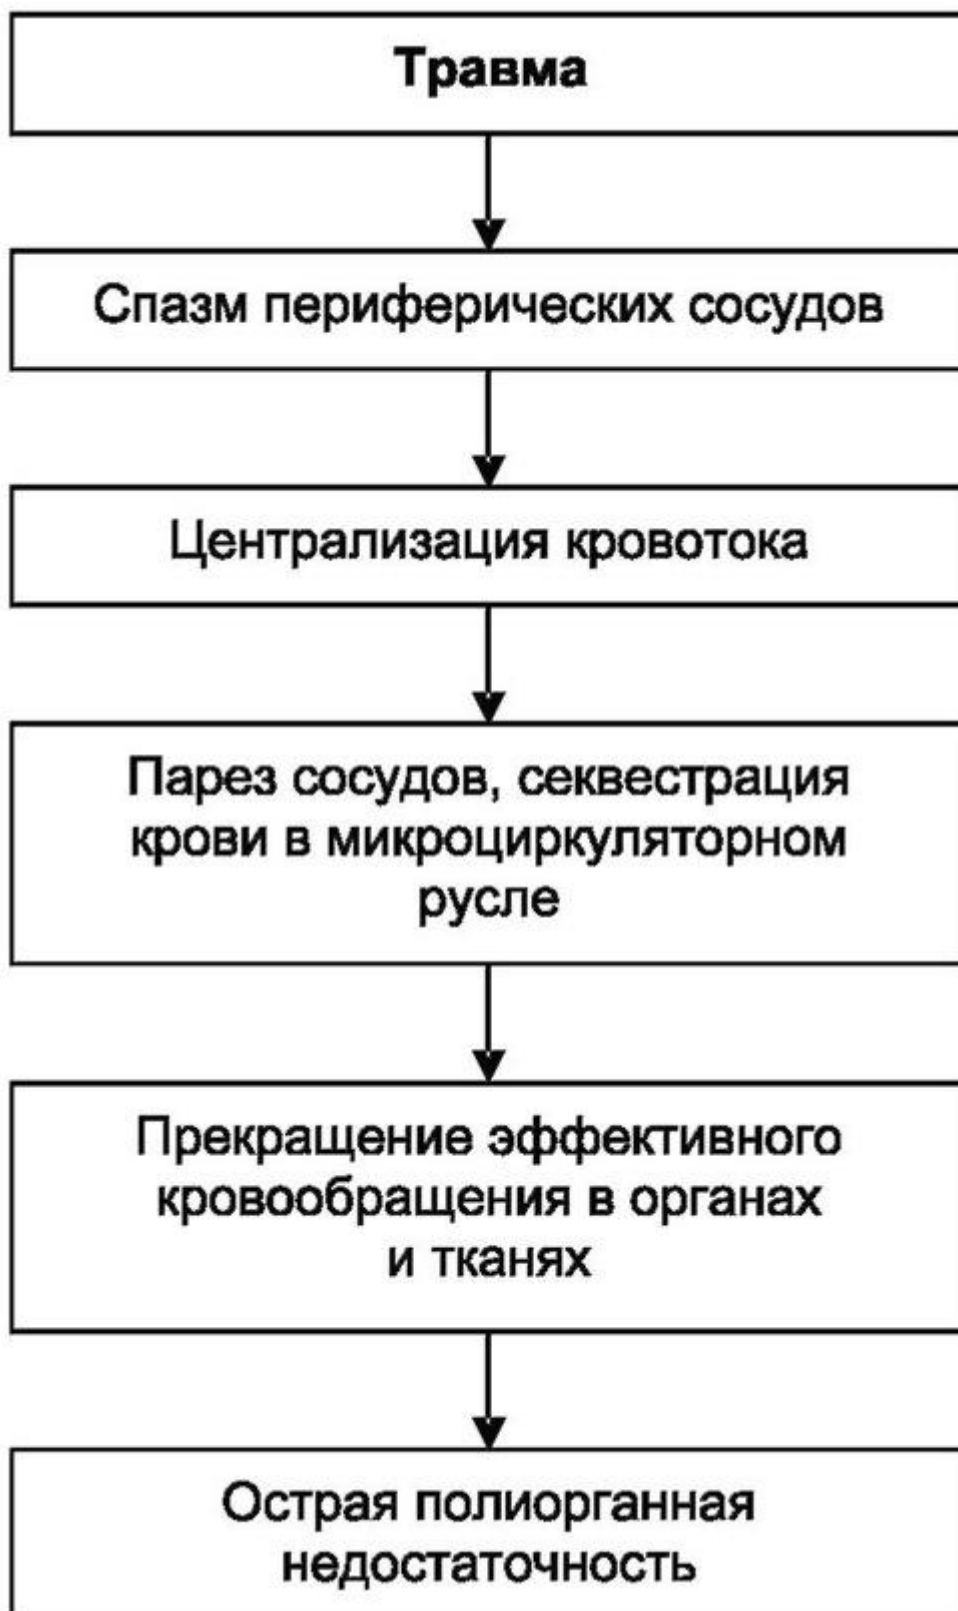 Травма
Спазм периферических сосудов
Централизация кровотока
Парез сосудов, секвестрация
крови в микроциркуляторном
русле
Прекращение эффективного
кровообращения в органах
и тканях
Острая полиорганная
недостаточность